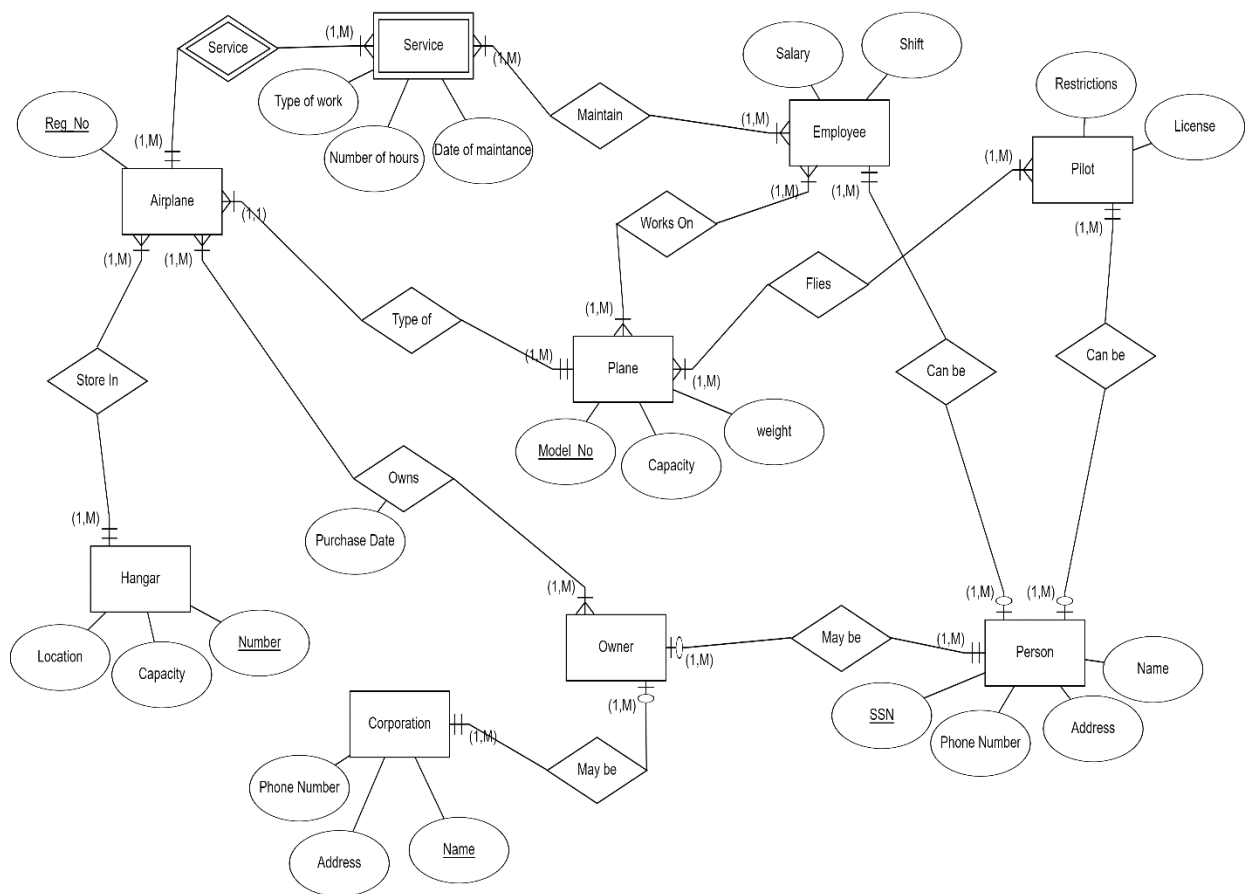 (1,M)
Service
Service
(1,M)
Type of work
Number of hours
Date of maintance
(1,M)
Maintain
(1,M)
Salary
Shift
Employee
Restrictions
License
Pilot
(1,M)
Reg_No
(1,M)
Airplane
(1,1)
(1,M)
(1,M)
(1,M)
(1,M)
(1,M)
Works On
Flies
(1,M)
Type of
(1,M)
(1,M)
Plane
(1,M)
Model_No
Capacity
weight
Store In
Can be
Can be
Owns
Purchase Date
(1,M)
Hangar
Location
Capacity
Number
(1,M)
Owner
(1,M)
May be
(1,M)
(1,M)
(1,M)
Person
SSN
Phone Number
Address
Name
(1,M)
Corporation
(1,M)
May be
Phone Number
Address
Name